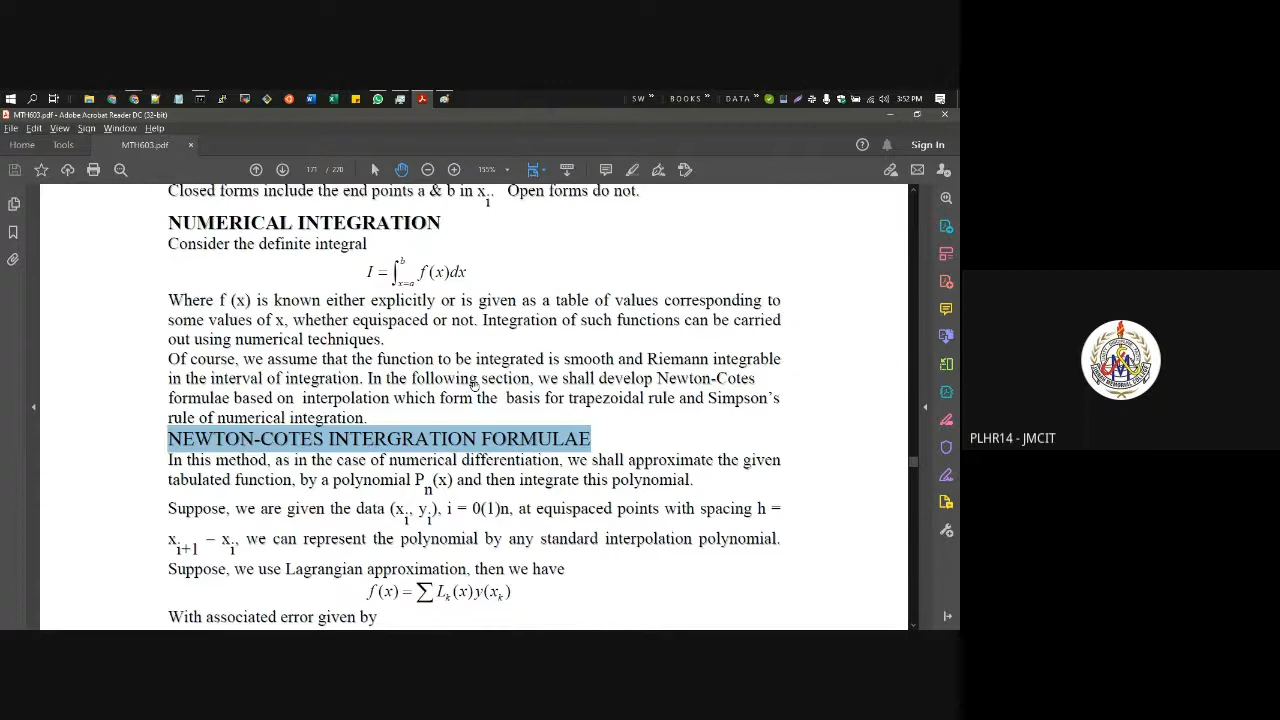 SW » BOOKS » DATA » 3:52 PM
MTH603.pdf - Adobe Acrobat Reader DC (32-bit)
File Edit View Sign Window Help
Home Tools MTH603.pdf × Sign In
171 / 220 155%
Closed forms include the end points a & b in xi. Open forms do not.
NUMERICAL INTEGRATION
Consider the definite integral
I = ∫_{x=a}^{b} f(x)dx
Where f (x) is known either explicitly or is given as a table of values corresponding to
some values of x, whether equispaced or not. Integration of such functions can be carried
out using numerical techniques.
Of course, we assume that the function to be integrated is smooth and Riemann integrable
in the interval of integration. In the following section, we shall develop Newton-Cotes
formulae based on interpolation which form the basis for trapezoidal rule and Simpson's
rule of numerical integration.
NEWTON-COTES INTERGRATION FORMULAE
In this method, as in the case of numerical differentiation, we shall approximate the given
tabulated function, by a polynomial Pn(x) and then integrate this polynomial.
Suppose, we are given the data (xi, yi), i = 0(1)n, at equispaced points with spacing h =
xi+1 − xi, we can represent the polynomial by any standard interpolation polynomial.
Suppose, we use Lagrangian approximation, then we have
f(x) = ∑ Lk(x)y(xk)
With associated error given by
PLHR14 - JMCIT